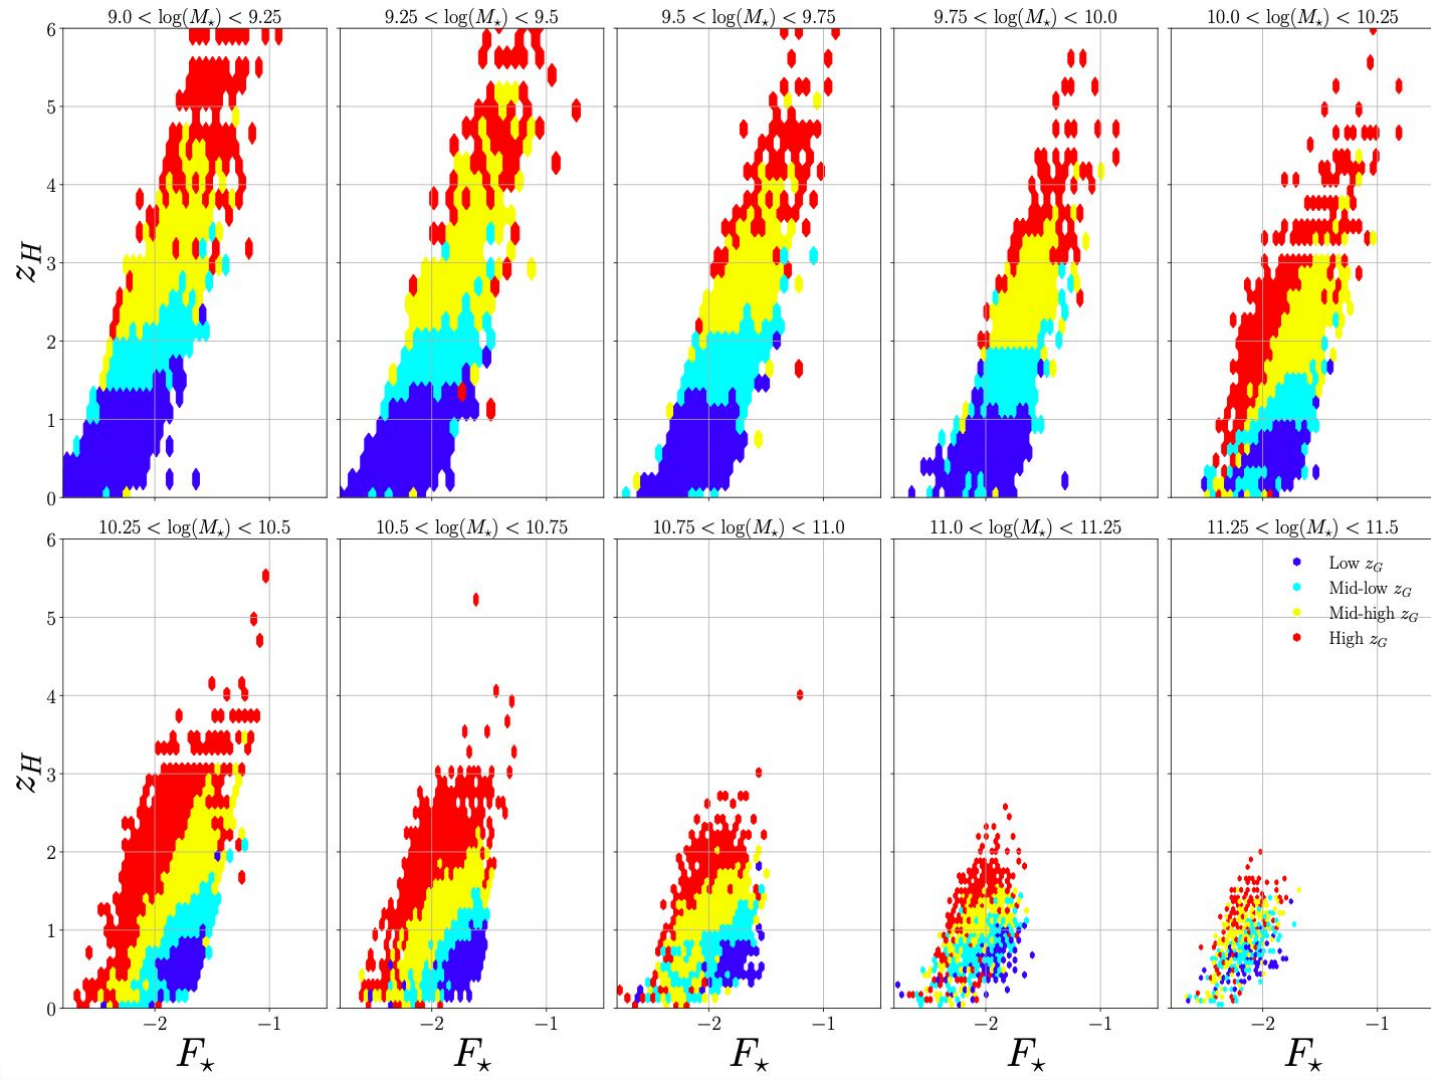 9.0 < log(M⋆) < 9.25
9.25 < log(M⋆) < 9.5
9.5 < log(M⋆) < 9.75
9.75 < log(M⋆) < 10.0
10.0 < log(M⋆) < 10.25
6
5
4
3
2
1
0
z_H
10.25 < log(M⋆) < 10.5
10.5 < log(M⋆) < 10.75
10.75 < log(M⋆) < 11.0
11.0 < log(M⋆) < 11.25
11.25 < log(M⋆) < 11.5
6
5
4
3
2
1
0
z_H
Low z_G
Mid-low z_G
Mid-high z_G
High z_G
−2 −1
−2 −1
−2 −1
−2 −1
−2 −1
F⋆
F⋆
F⋆
F⋆
F⋆